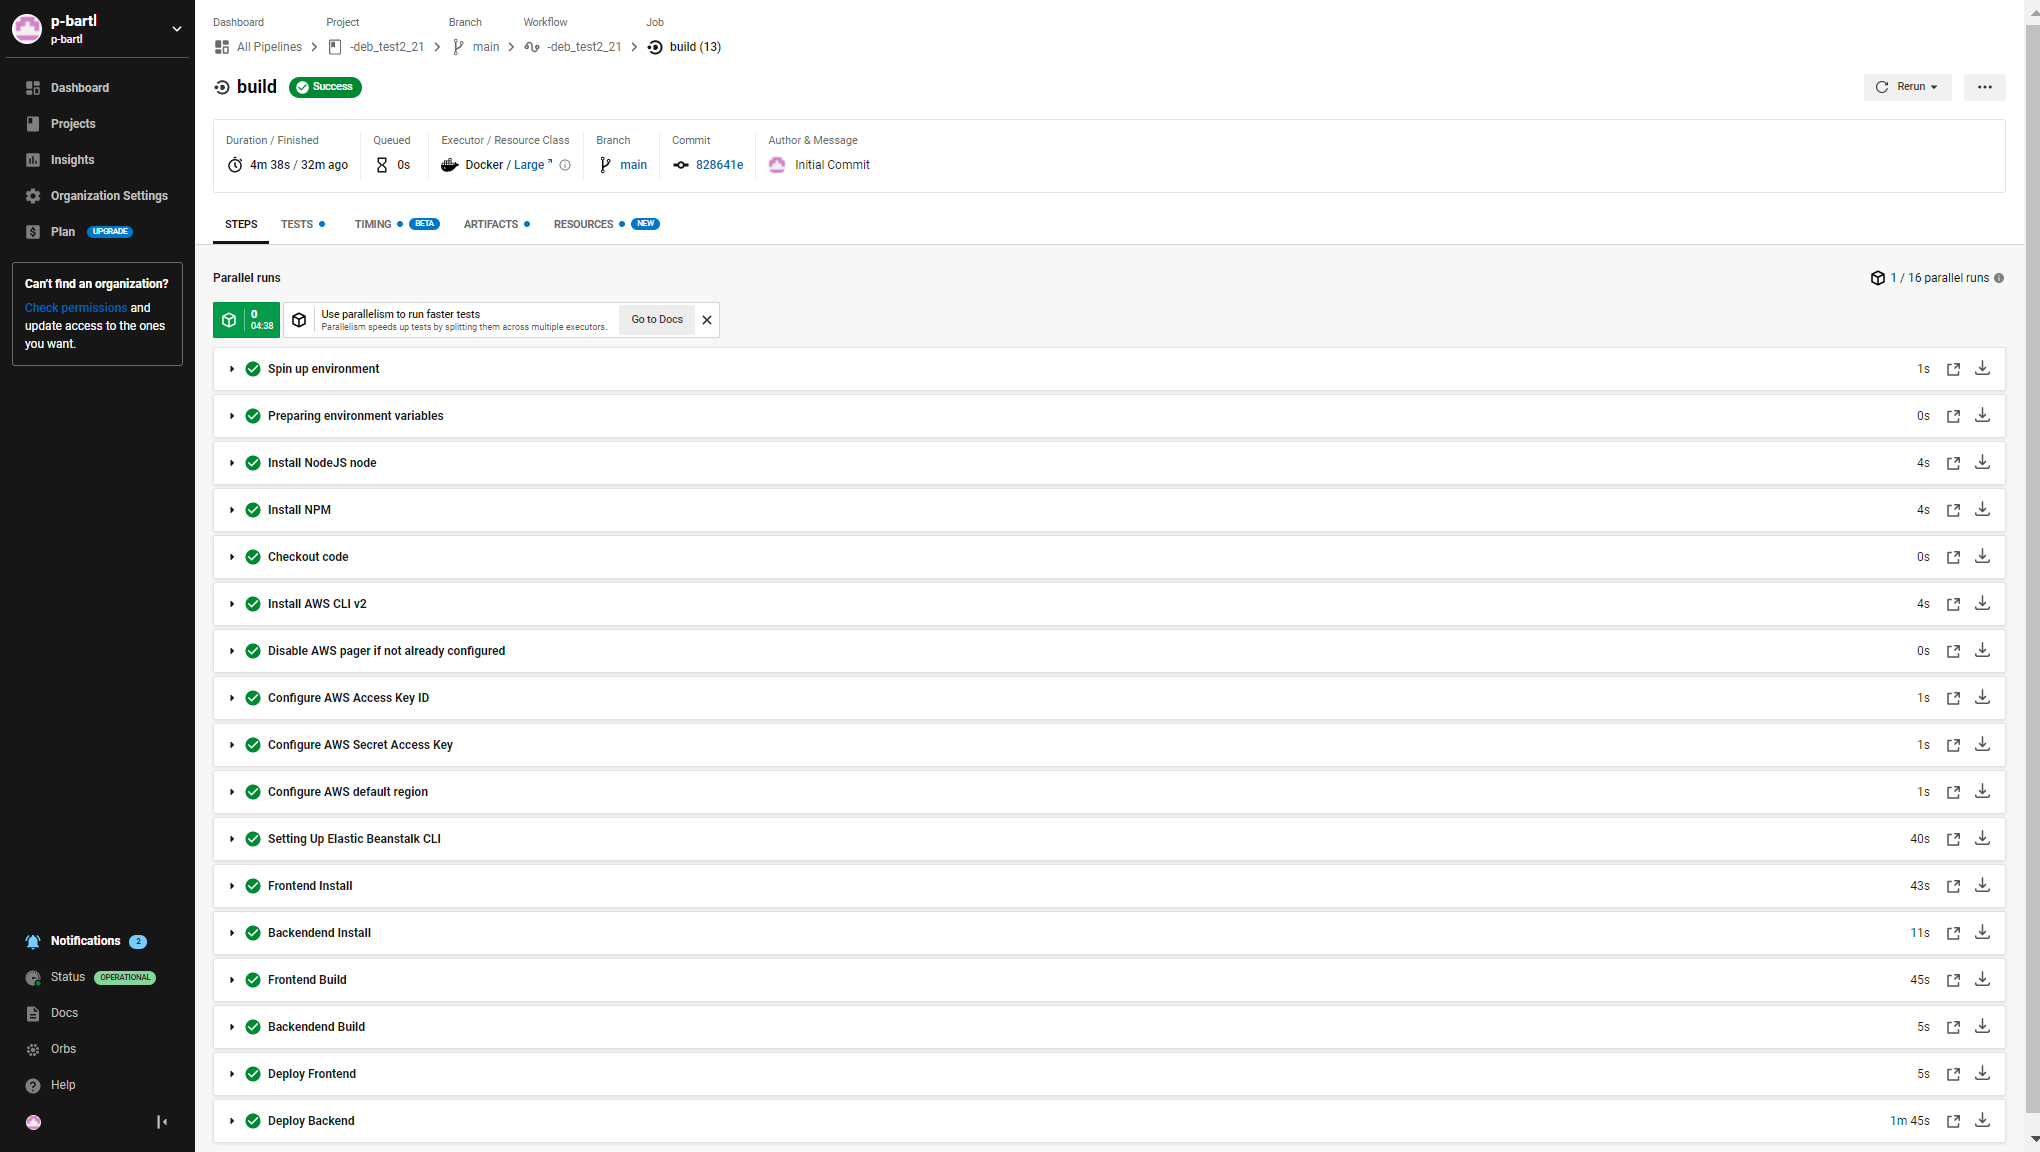 p-bartl
p-bartl
Dashboard
Projects
Insights
Organization Settings
Plan UPGRADE
Can't find an organization?
Check permissions and
update access to the ones
you want.
Notifications 2
Status OPERATIONAL
Docs
Orbs
Help
Dashboard Project Branch Workflow Job
All Pipelines -deb_test2_21 main -deb_test2_21 build (13)
build Success
Rerun
Duration / Finished Queued Executor / Resource Class Branch Commit Author & Message
4m 38s / 32m ago 0s Docker / Large main 828641e Initial Commit
STEPS TESTS TIMING BETA ARTIFACTS RESOURCES NEW
Parallel runs
1 / 16 parallel runs
0
04:38
Use parallelism to run faster tests
Parallelism speeds up tests by splitting them across multiple executors.
Go to Docs
Spin up environment 1s
Preparing environment variables 0s
Install NodeJS node 4s
Install NPM 4s
Checkout code 0s
Install AWS CLI v2 4s
Disable AWS pager if not already configured 0s
Configure AWS Access Key ID 1s
Configure AWS Secret Access Key 1s
Configure AWS default region 1s
Setting Up Elastic Beanstalk CLI 40s
Frontend Install 43s
Backendend Install 11s
Frontend Build 45s
Backendend Build 5s
Deploy Frontend 5s
Deploy Backend 1m 45s